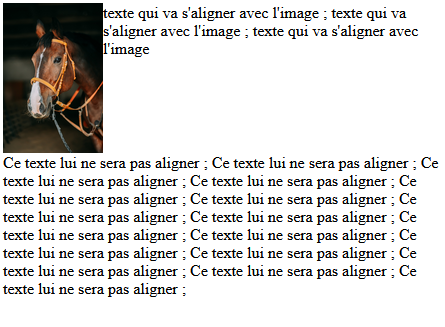 texte qui va s'aligner avec l'image ; texte qui va
s'aligner avec l'image ; texte qui va s'aligner avec
l'image
Ce texte lui ne sera pas aligner ; Ce texte lui ne sera pas aligner ; Ce
texte lui ne sera pas aligner ; Ce texte lui ne sera pas aligner ; Ce
texte lui ne sera pas aligner ; Ce texte lui ne sera pas aligner ; Ce
texte lui ne sera pas aligner ; Ce texte lui ne sera pas aligner ; Ce
texte lui ne sera pas aligner ; Ce texte lui ne sera pas aligner ; Ce
texte lui ne sera pas aligner ; Ce texte lui ne sera pas aligner ; Ce
texte lui ne sera pas aligner ; Ce texte lui ne sera pas aligner ; Ce
texte lui ne sera pas aligner ;